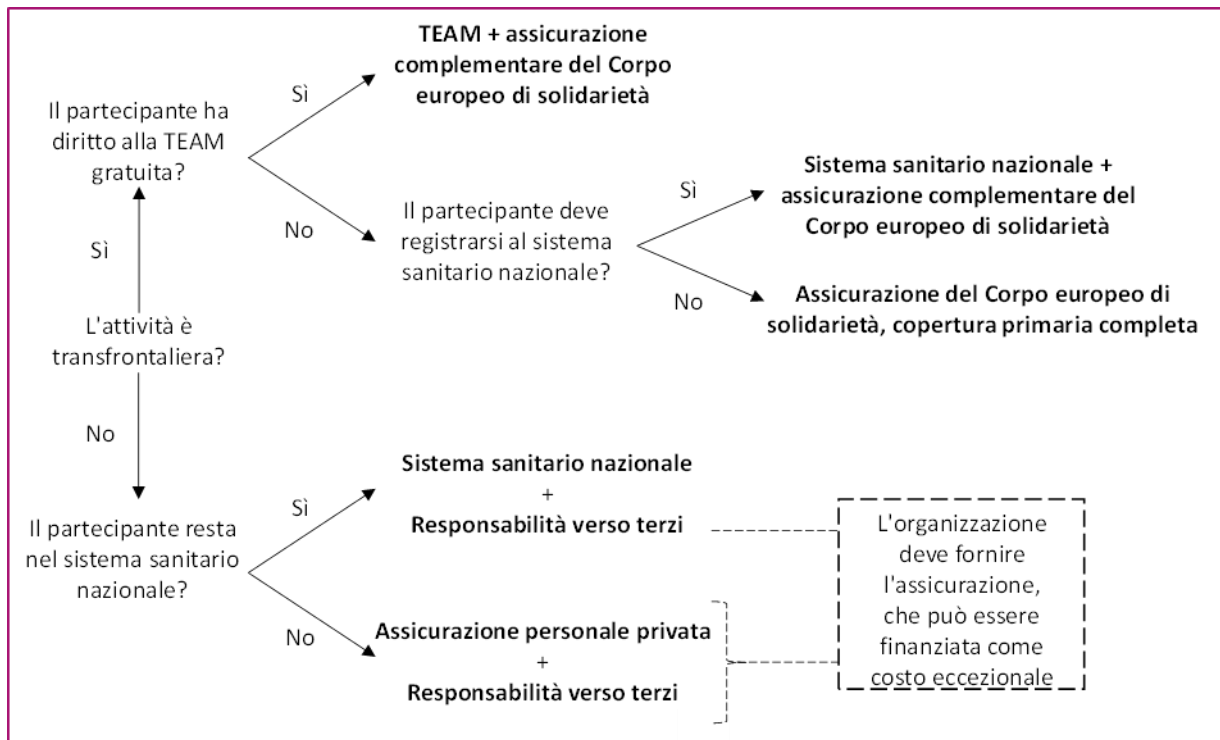 TEAM + assicurazione
complementare del Corpo
europeo di solidarietà
Sì
Il partecipante ha
diritto alla TEAM
gratuita?
No
Sistema sanitario nazionale +
assicurazione complementare del
Corpo europeo di solidarietà
Sì
Il partecipante deve
registrarsi al sistema
sanitario nazionale?
No
Assicurazione del Corpo europeo di
solidarietà, copertura primaria completa
Sì
L'attività è
transfrontaliera?
No
Sistema sanitario nazionale
+
Responsabilità verso terzi
Sì
Il partecipante resta
nel sistema sanitario
nazionale?
No
Assicurazione personale privata
+
Responsabilità verso terzi
L'organizzazione
deve fornire
l'assicurazione,
che può essere
finanziata come
costo eccezionale